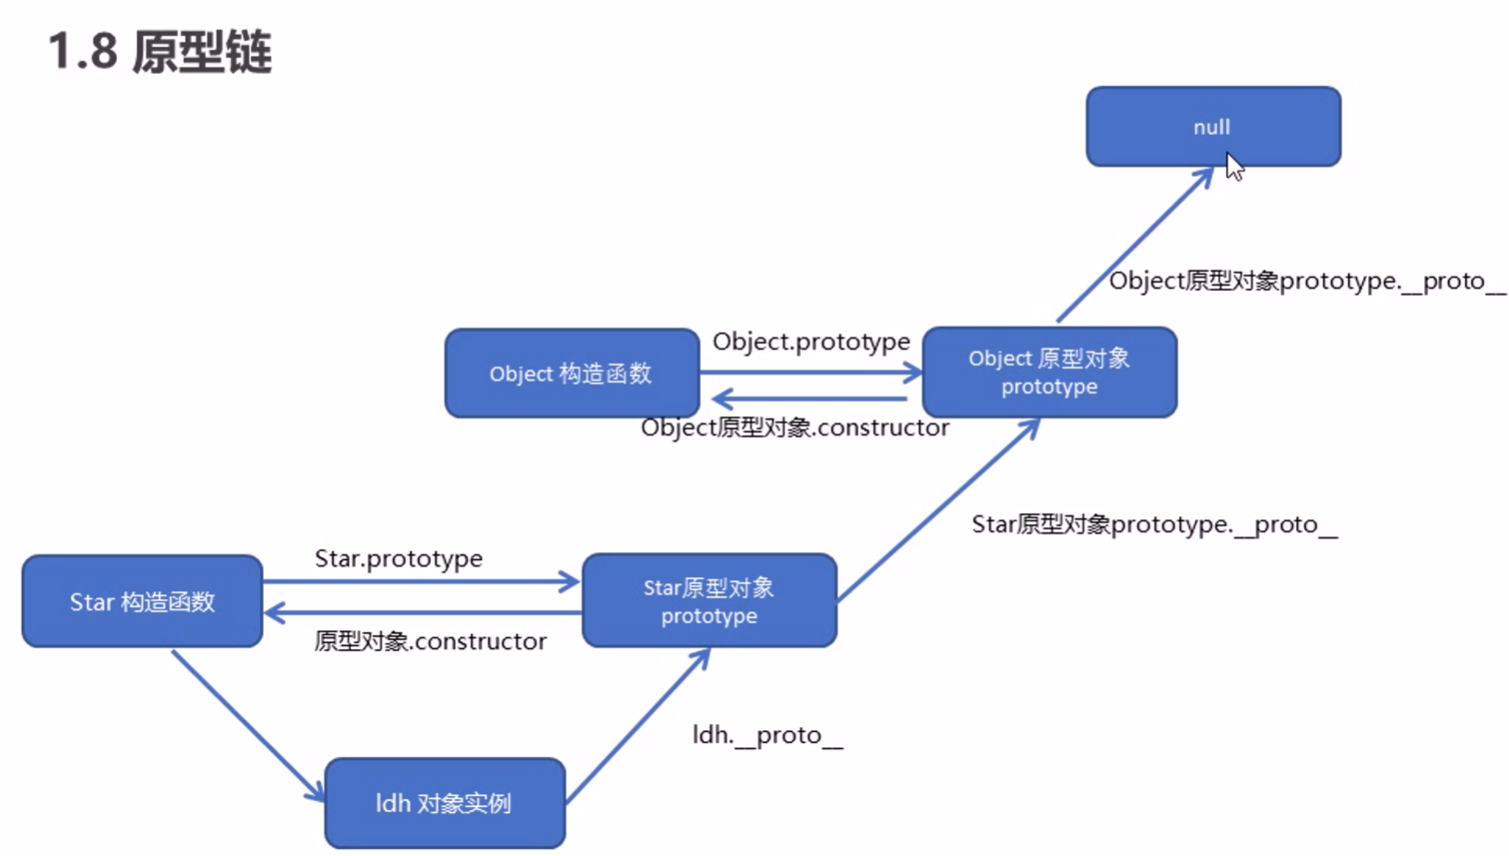 1.8 原型链
null
Object原型对象prototype.__proto__
Object 构造函数
Object.prototype
Object 原型对象
prototype
Object原型对象.constructor
Star原型对象prototype.__proto__
Star 构造函数
Star.prototype
Star原型对象
prototype
原型对象.constructor
ldh.__proto__
ldh 对象实例